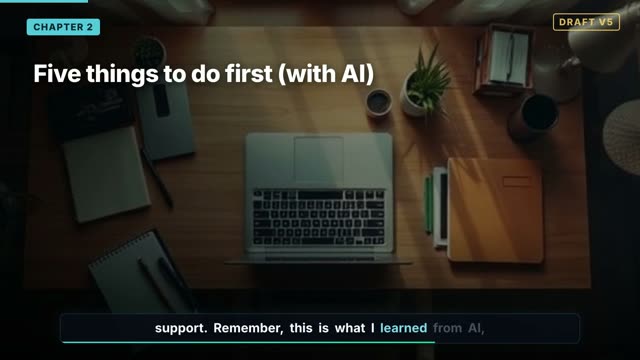 CHAPTER 2
DRAFT V5
Five things to do first (with AI)
support. Remember, this is what I learned from AI,